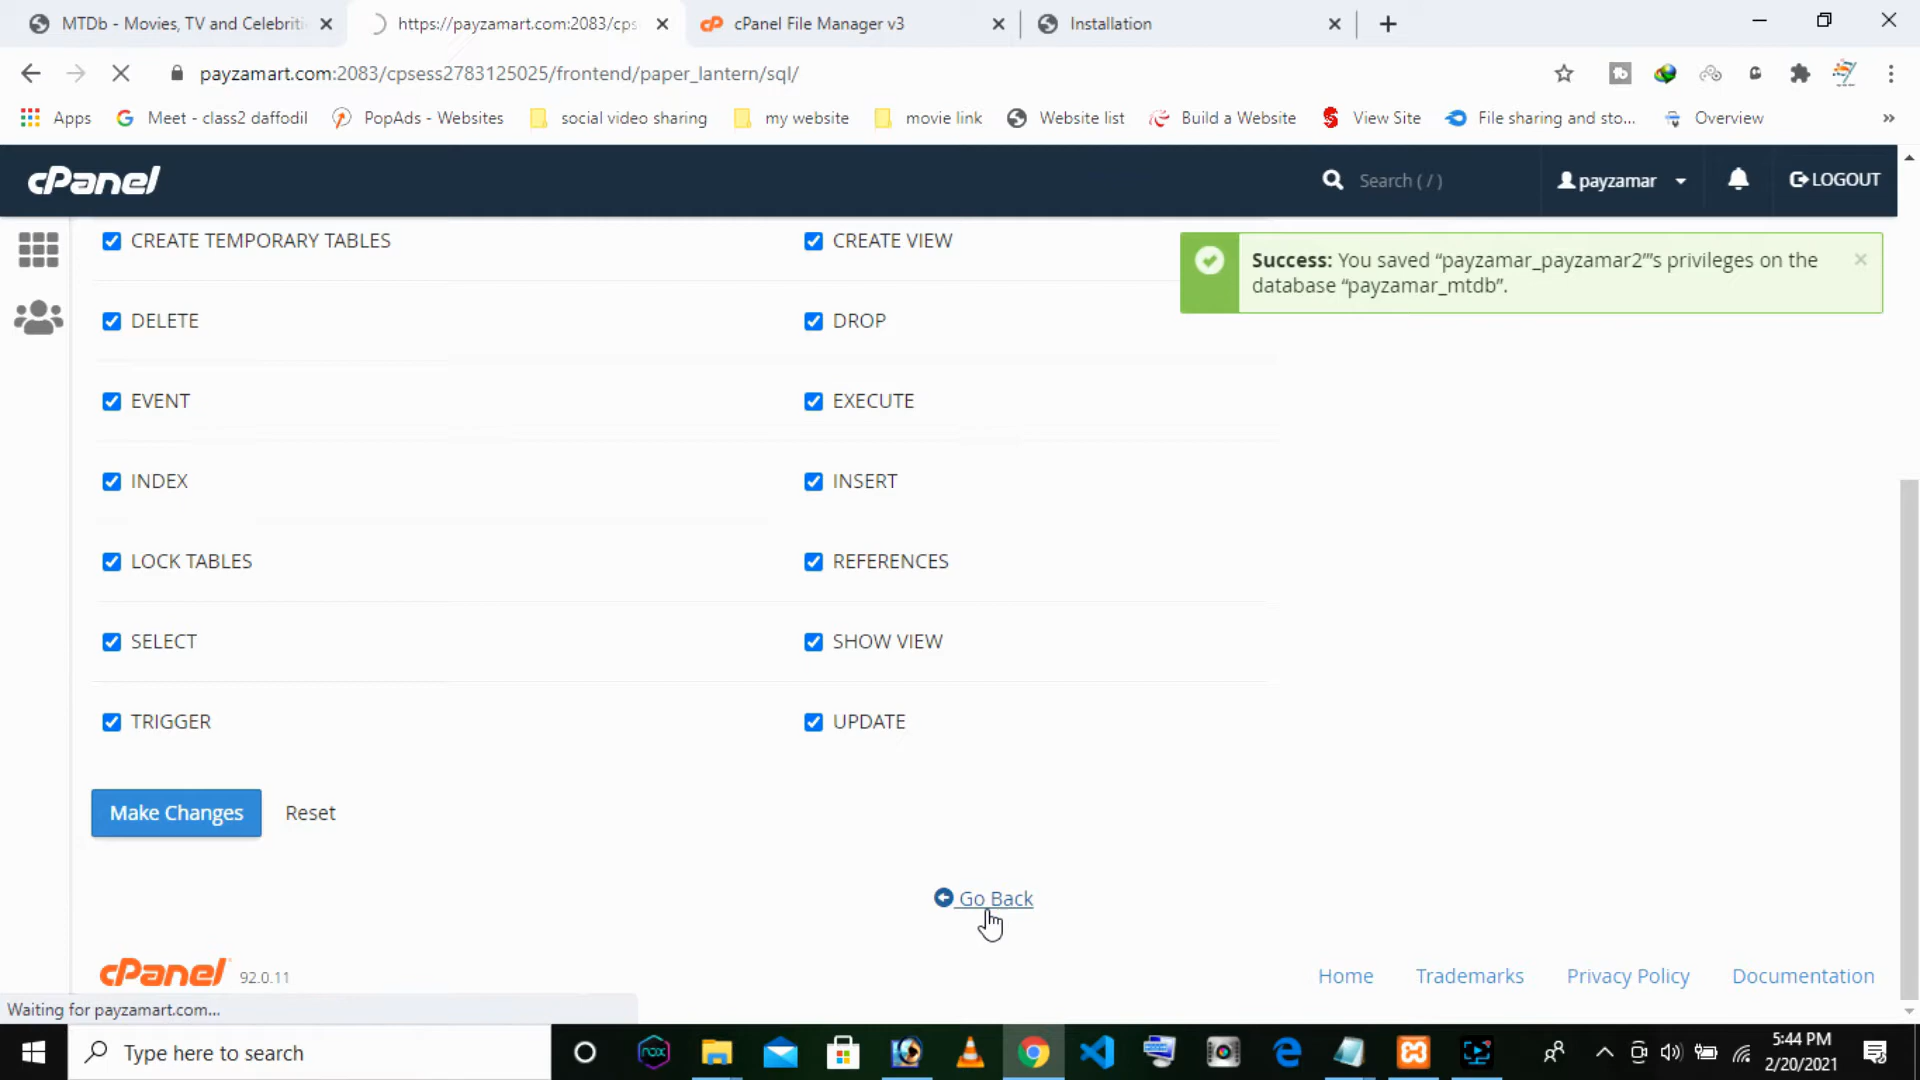 MTDb - Movies, TV and Celebriti
https://payzamart.com:2083/cps
cPanel File Manager v3
Installation
payzamart.com:2083/cpsess2783125025/frontend/paper_lantern/sql/
Apps
Meet - class2 daffodil
PopAds - Websites
social video sharing
my website
movie link
Website list
Build a Website
View Site
File sharing and sto...
Overview
»
cPanel
Search ( / )
payzamar
LOGOUT
CREATE TEMPORARY TABLES
CREATE VIEW
Success: You saved “payzamar_payzamar2”'s privileges on the
database “payzamar_mtdb”.
DELETE
DROP
EVENT
EXECUTE
INDEX
INSERT
LOCK TABLES
REFERENCES
SELECT
SHOW VIEW
TRIGGER
UPDATE
Make Changes
Reset
Go Back
cPanel 92.0.11
Home
Trademarks
Privacy Policy
Documentation
Waiting for payzamart.com...
Type here to search
nox
5:44 PM
2/20/2021